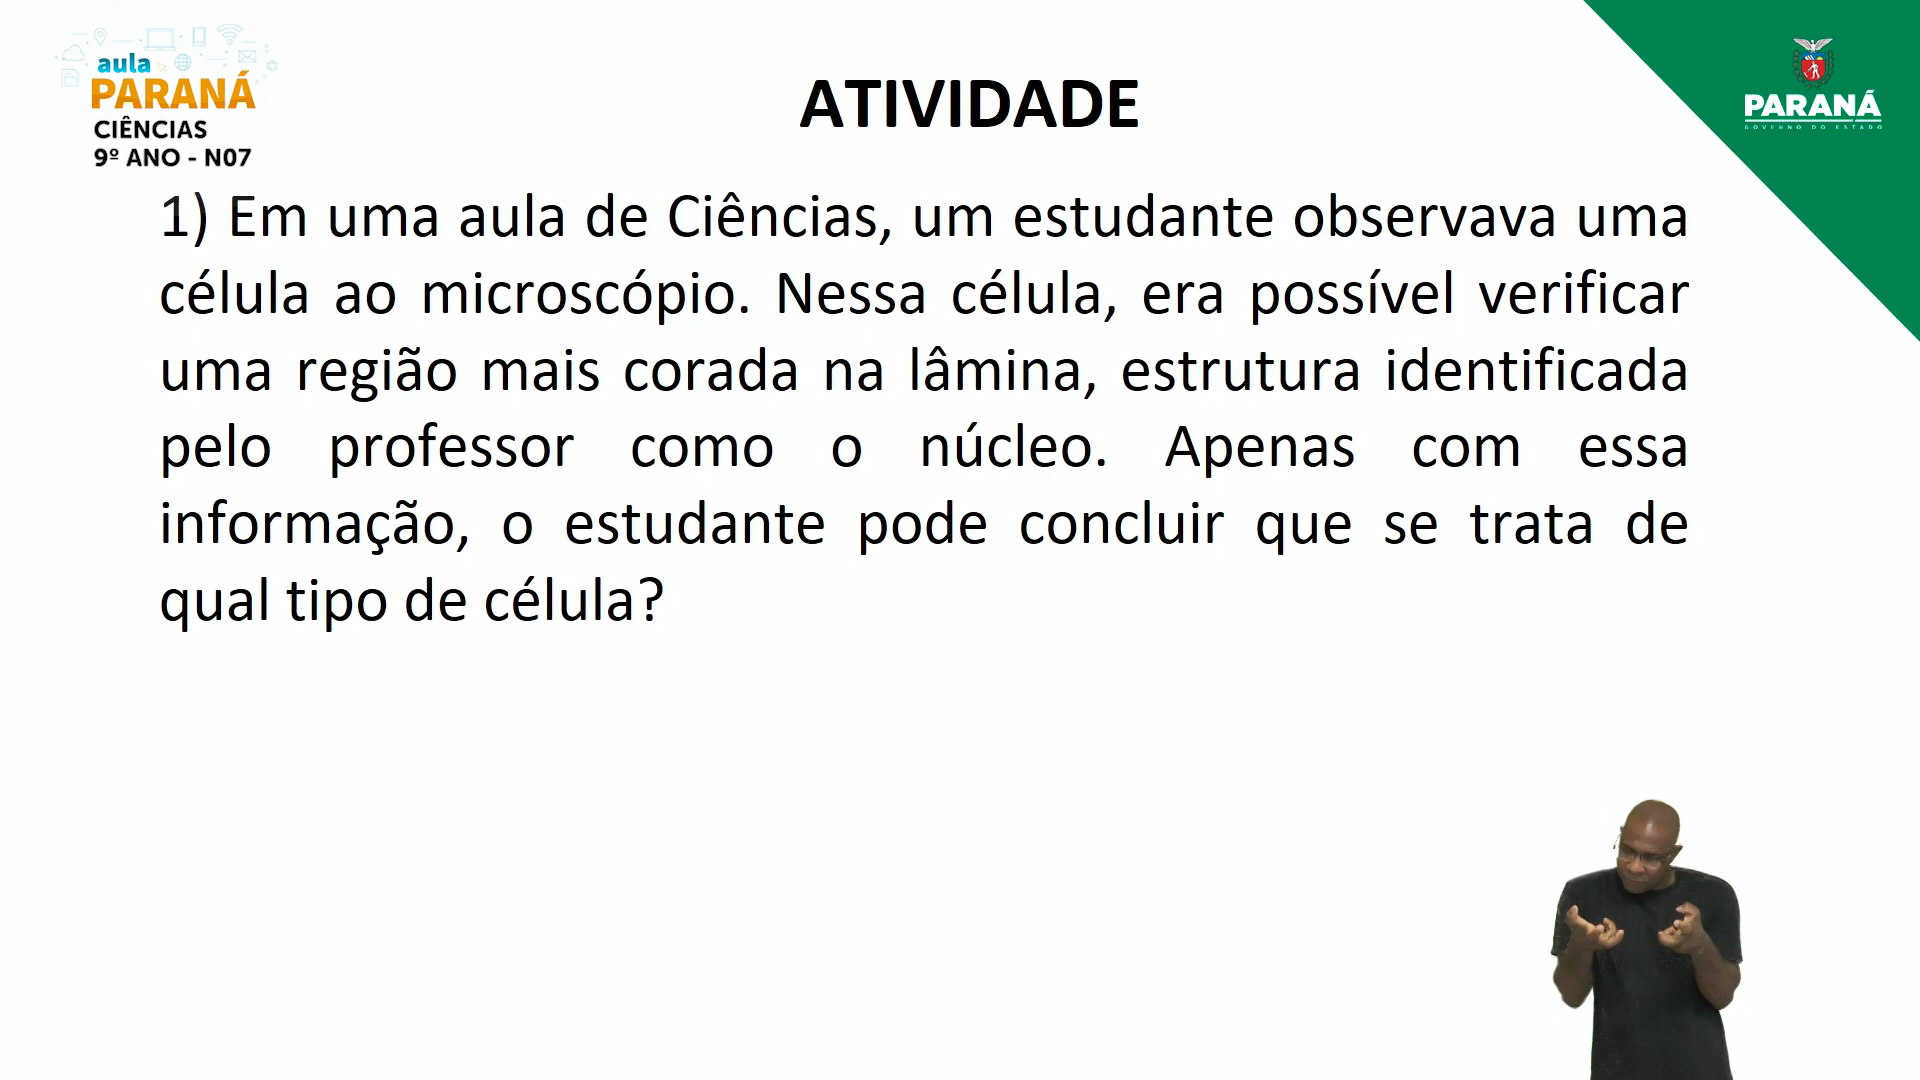 aula
PARANÁ
CIÊNCIAS
9º ANO - N07
ATIVIDADE
PARANÁ
GOVERNO DO ESTADO
1) Em uma aula de Ciências, um estudante observava uma
célula ao microscópio. Nessa célula, era possível verificar
uma região mais corada na lâmina, estrutura identificada
pelo professor como o núcleo. Apenas com essa
informação, o estudante pode concluir que se trata de
qual tipo de célula?